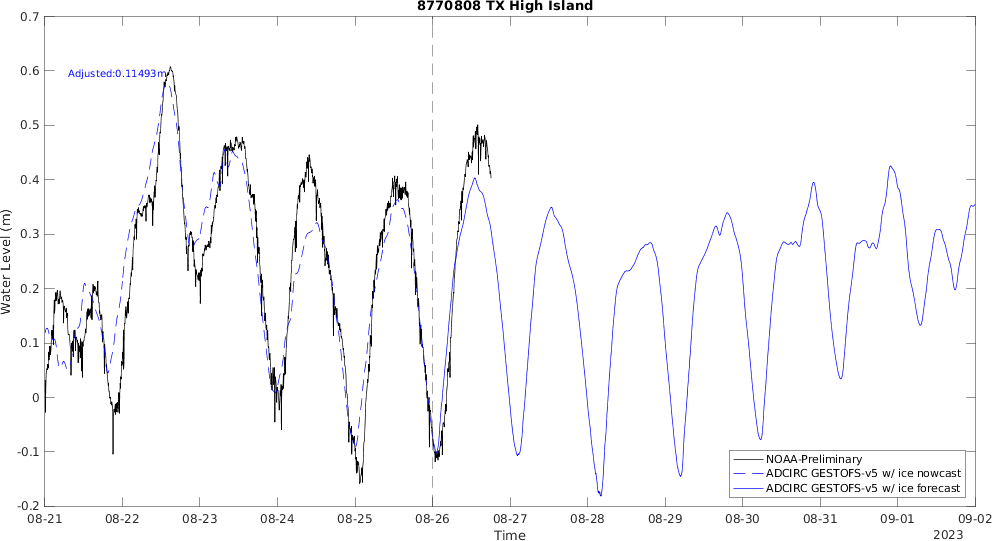 8770808 TX High Island
0.7
0.6
0.5
0.4
0.3
0.2
0.1
0
-0.1
-0.2
Water Level (m)
Adjusted:0.11493m
NOAA-Preliminary
ADCIRC GESTOFS-v5 w/ ice nowcast
ADCIRC GESTOFS-v5 w/ ice forecast
08-21 08-22 08-23 08-24 08-25 08-26 08-27 08-28 08-29 08-30 08-31 09-01 09-02
Time
2023